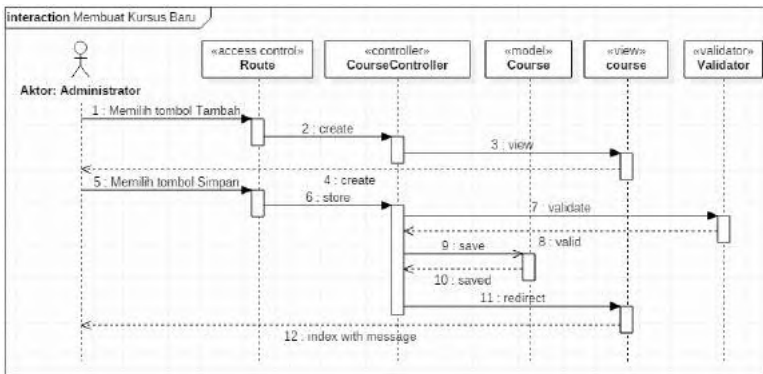 interaction Membuat Kursus Baru
«access control»
Route
«controller»
CourseController
«model»
Course
«view»
course
«validator»
Validator
Aktor: Administrator
1 : Memilih tombol Tambah
2 : create
3 : view
4 : create
5 : Memilih tombol Simpan
6 : store
7 : validate
8 : valid
9 : save
10 : saved
11 : redirect
12 : index with message